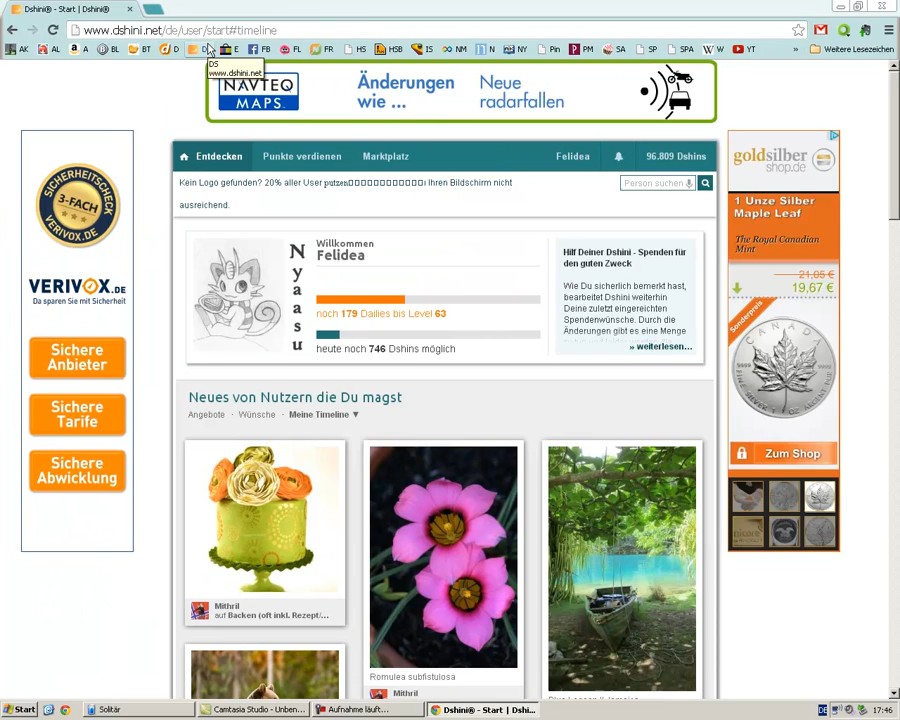 Dshini® - Start | Dshini®
www.dshini.net/de/user/start#timeline
AK AL A BL BT D D E FB FL FR HS HSB IS NM NL NY Pin PM SA SP W YT » Weitere Lesezeichen
DS
www.dshini.net
NAVTEQ
MAPS
Änderungen
wie ...
Neue
radarfallen
SICHERHEITSCHECK
3-FACH
VERIVOX.DE
VERIVOX.DE
Da sparen Sie mit Sicherheit
Sichere
Anbieter
Sichere
Tarife
Sichere
Abwicklung
Entdecken Punkte verdienen Marktplatz Felidea 96.809 Dshins
Kein Logo gefunden? 20% aller User putzen▯▯▯▯▯▯▯▯▯▯▯▯▯ Ihren Bildschirm nicht
ausreichend.
Person suchen
Nyaasu
Willkommen
Felidea
noch 179 Dailies bis Level 63
heute noch 746 Dshins möglich
Hilf Deiner Dshini - Spenden für
den guten Zweck
Wie Du sicherlich bemerkt hast,
bearbeitet Dshini weiterhin
Deine zuletzt eingereichten
Spendenwünsche. Durch die
Änderungen gibt es eine Menge
» weiterlesen...
Neues von Nutzern die Du magst
Angebote · Wünsche · Meine Timeline ▼
Mithril
auf Backen (oft inkl. Rezept/...
Romulea subfistulosa
Mithril
goldsilber
shop.de
1 Unze Silber
Maple Leaf
The Royal Canadian
Mint
21,05 €
19,67 €
Sonderpreis
CANADA
Zum Shop
Start Solitär Camtasia Studio - Unben... Aufnahme läuft... Dshini® - Start | Dshi... DE 17:46